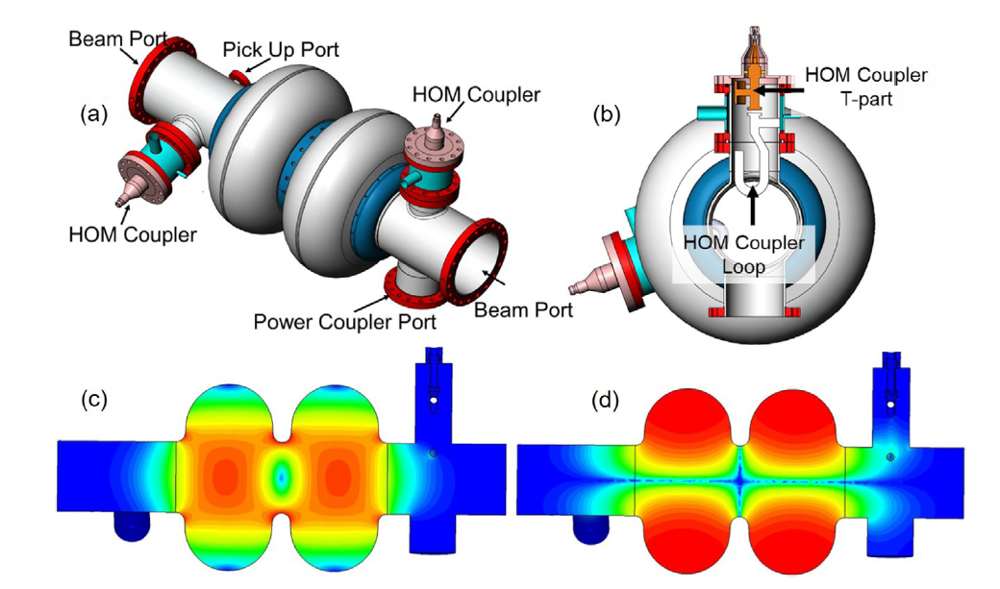 Beam Port
Pick Up Port
(a)
HOM Coupler
HOM Coupler
Power Coupler Port
Beam Port
(b)
HOM Coupler
T-part
HOM Coupler
Loop
(c)
(d)